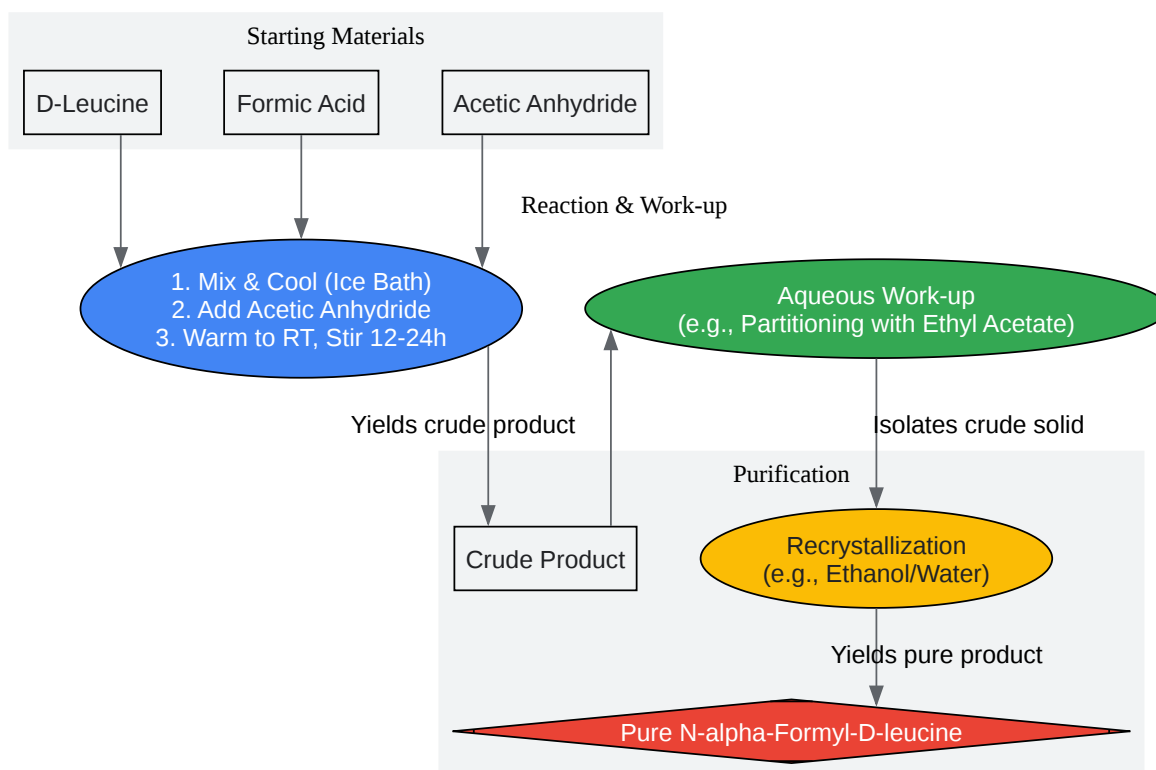 Starting Materials
D-Leucine
Formic Acid
Acetic Anhydride
Reaction & Work-up
1. Mix & Cool (Ice Bath)
2. Add Acetic Anhydride
3. Warm to RT, Stir 12-24h
Aqueous Work-up
(e.g., Partitioning with Ethyl Acetate)
Yields crude product
Isolates crude solid
Purification
Crude Product
Recrystallization
(e.g., Ethanol/Water)
Yields pure product
Pure N-alpha-Formyl-D-leucine